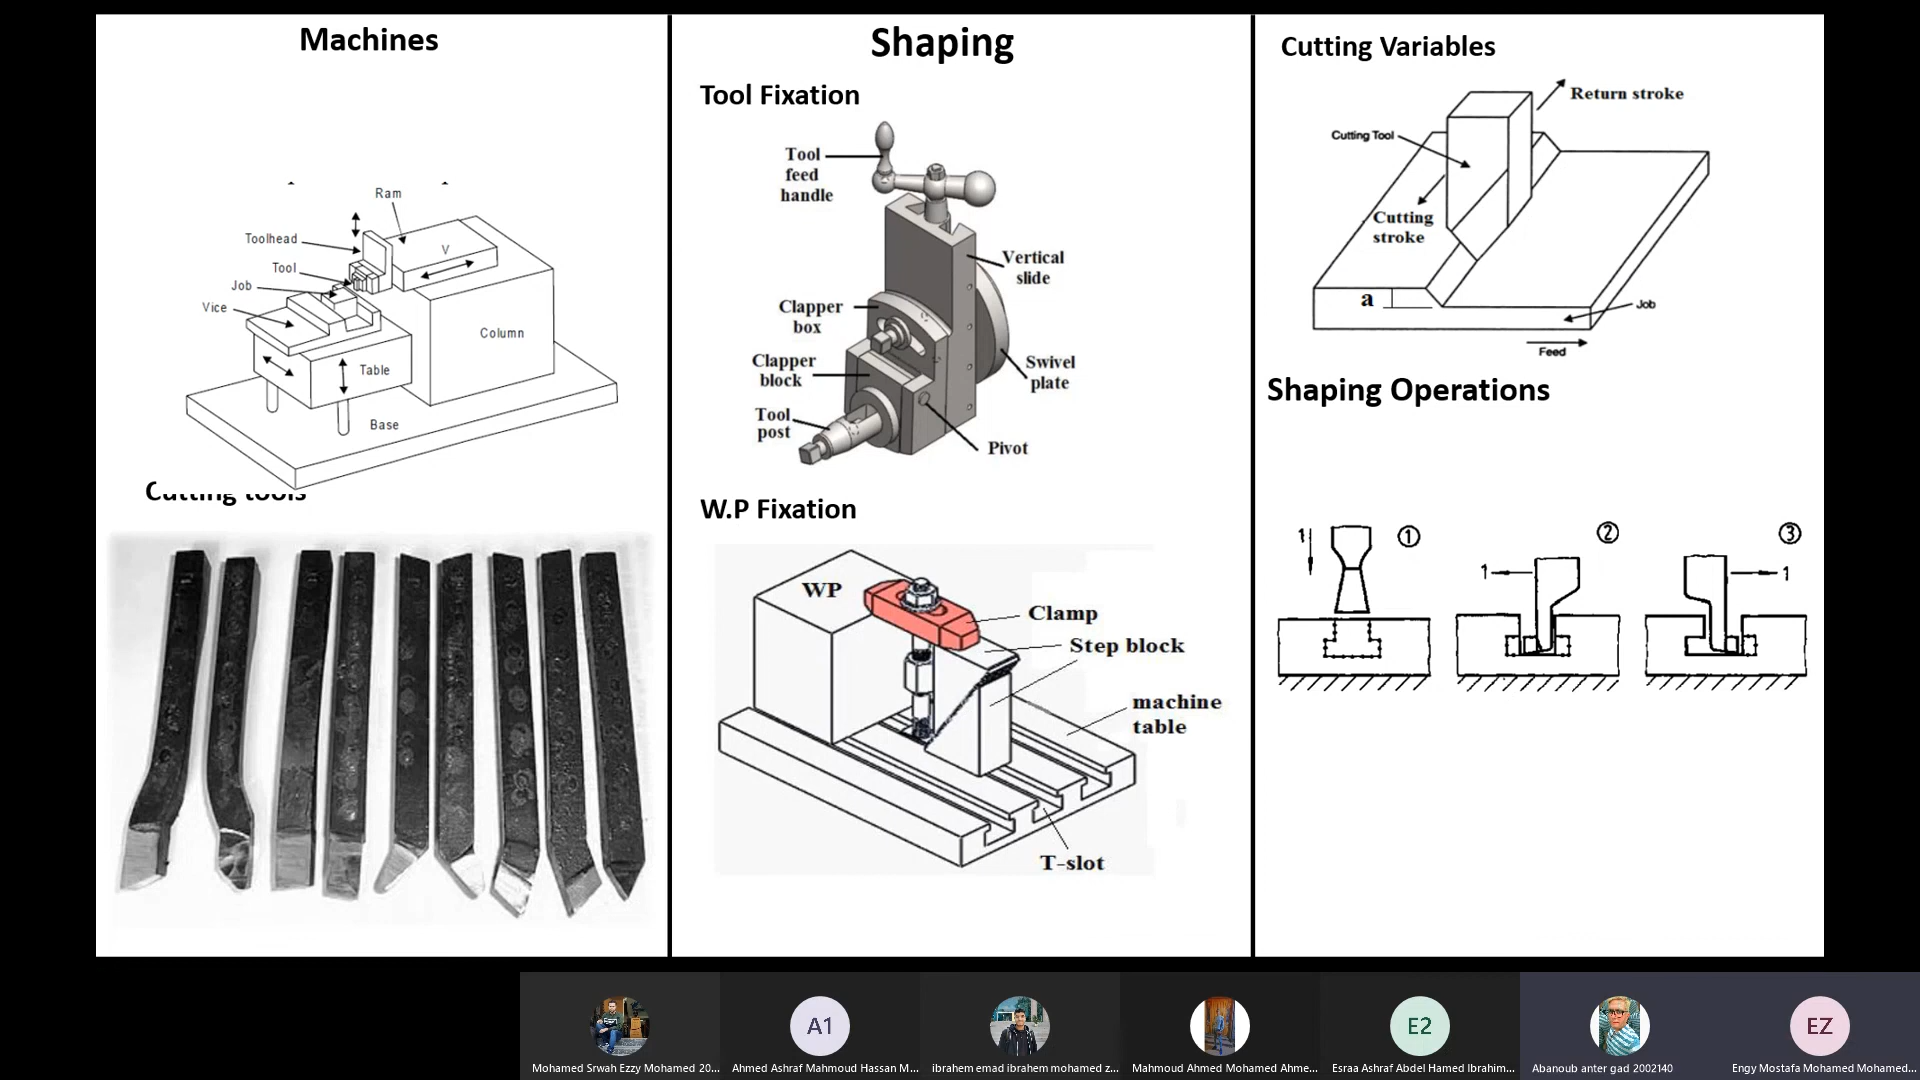 Machines
Ram
Toolhead
V
Tool
Job
Vice
Column
Table
Base
Cutting tools
Shaping
Tool Fixation
Tool
feed
handle
Vertical
slide
Clapper
box
Clapper
block
Swivel
plate
Tool
post
Pivot
W.P Fixation
WP
Clamp
Step block
machine
table
T-slot
Cutting Variables
Return stroke
Cutting Tool
Cutting
stroke
a
Job
Feed
Shaping Operations
1
①
1
②
1
③
A1
E2
EZ
Mohamed Srwah Ezzy Mohamed 20...
Ahmed Ashraf Mahmoud Hassan M...
ibrahem emad ibrahem mohamed z...
Mahmoud Ahmed Mohamed Ahme...
Esraa Ashraf Abdel Hamed Ibrahim...
Abanoub anter gad 2002140
Engy Mostafa Mohamed Mohamed...